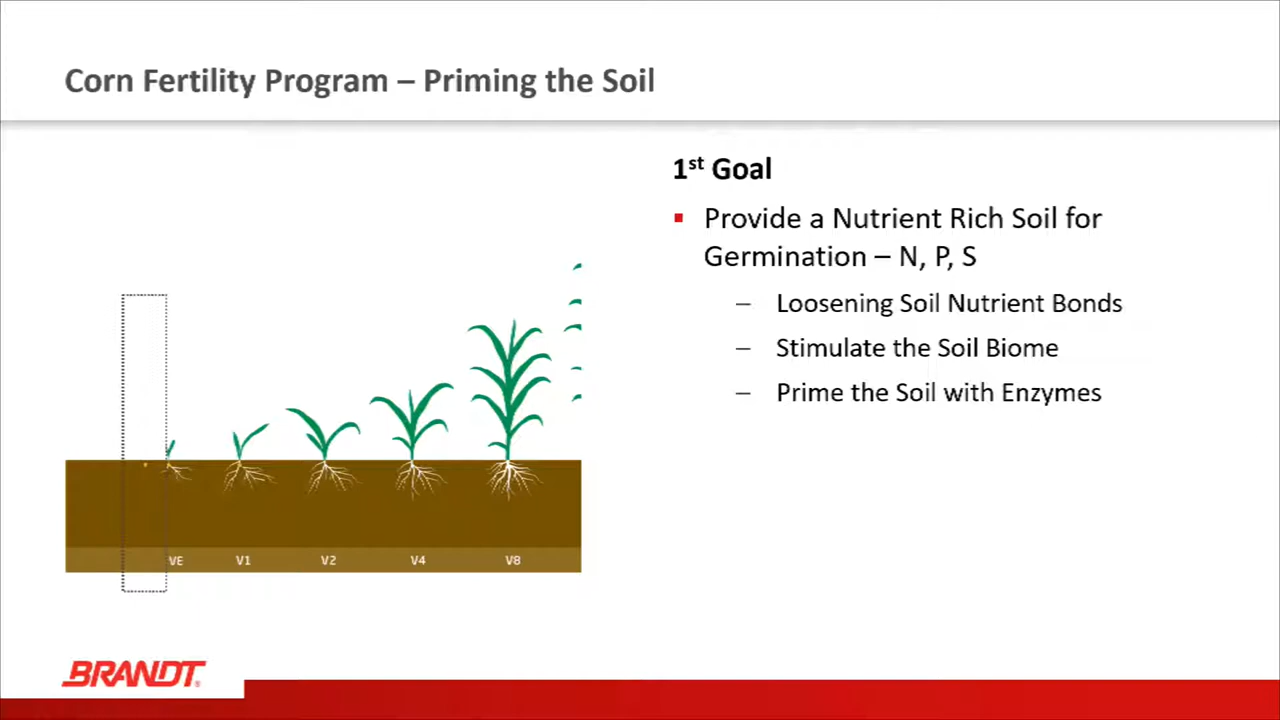 Corn Fertility Program – Priming the Soil
1st Goal
▪ Provide a Nutrient Rich Soil for
Germination – N, P, S
– Loosening Soil Nutrient Bonds
– Stimulate the Soil Biome
– Prime the Soil with Enzymes
VE V1 V2 V4 V8
BRANDT®